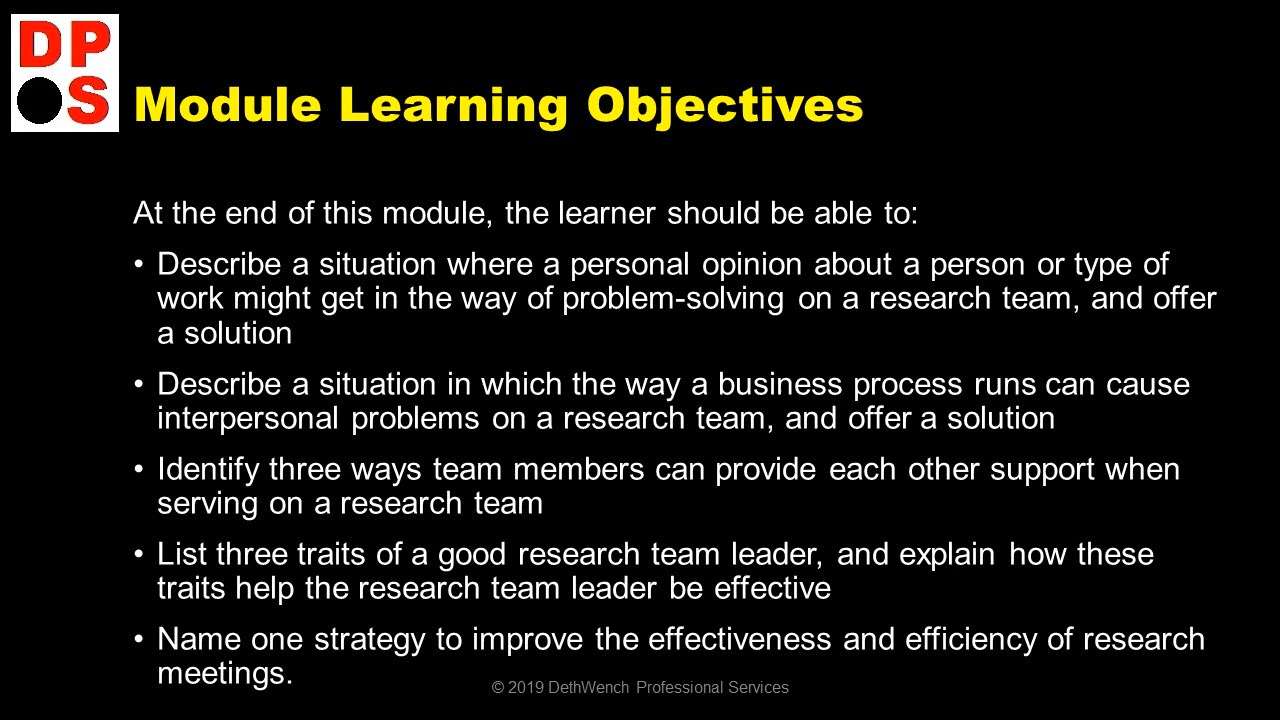 DP
S
Module Learning Objectives
At the end of this module, the learner should be able to:
• Describe a situation where a personal opinion about a person or type of
work might get in the way of problem-solving on a research team, and offer
a solution
• Describe a situation in which the way a business process runs can cause
interpersonal problems on a research team, and offer a solution
• Identify three ways team members can provide each other support when
serving on a research team
• List three traits of a good research team leader, and explain how these
traits help the research team leader be effective
• Name one strategy to improve the effectiveness and efficiency of research
meetings.
© 2019 DethWench Professional Services